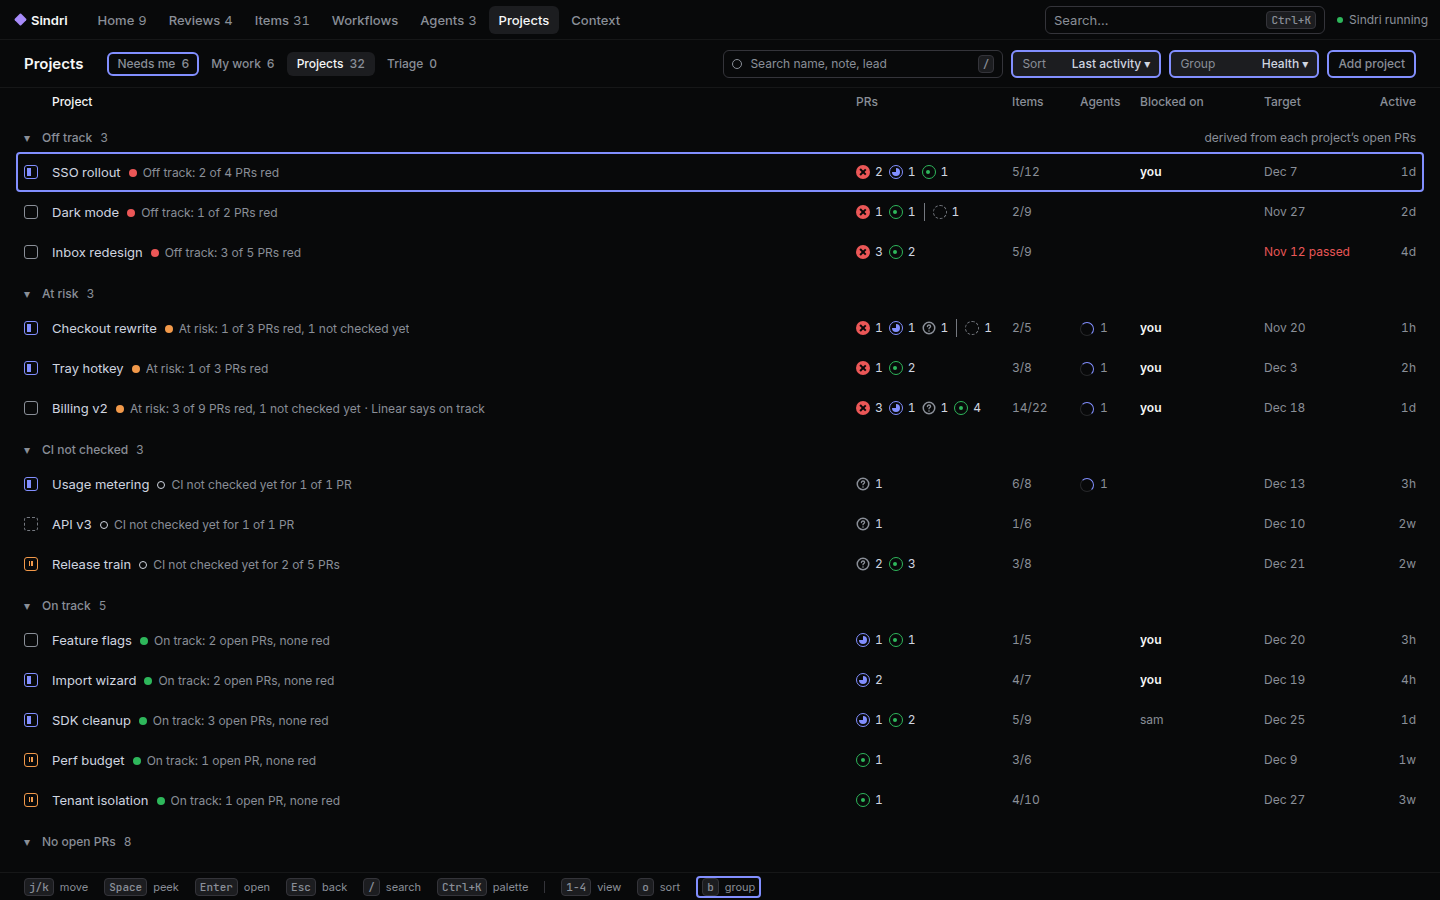 Sindri Home 9 Reviews 4 Items 31 Workflows Agents 3 Projects Context Search... Ctrl+K Sindri running
Projects Needs me 6 My work 6 Projects 32 Triage 0 Search name, note, lead / Sort Last activity ▾ Group Health ▾ Add project
Project PRs Items Agents Blocked on Target Active
▾ Off track 3 derived from each project's open PRs
SSO rollout Off track: 2 of 4 PRs red 2 1 1 5/12 you Dec 7 1d
Dark mode Off track: 1 of 2 PRs red 1 1 1 2/9 Nov 27 2d
Inbox redesign Off track: 3 of 5 PRs red 3 2 5/9 Nov 12 passed 4d
▾ At risk 3
Checkout rewrite At risk: 1 of 3 PRs red, 1 not checked yet 1 1 1 1 2/5 1 you Nov 20 1h
Tray hotkey At risk: 1 of 3 PRs red 1 2 3/8 1 you Dec 3 2h
Billing v2 At risk: 3 of 9 PRs red, 1 not checked yet · Linear says on track 3 1 1 4 14/22 1 you Dec 18 1d
▾ CI not checked 3
Usage metering CI not checked yet for 1 of 1 PR 1 6/8 1 Dec 13 3h
API v3 CI not checked yet for 1 of 1 PR 1 1/6 Dec 10 2w
Release train CI not checked yet for 2 of 5 PRs 2 3 3/8 Dec 21 2w
▾ On track 5
Feature flags On track: 2 open PRs, none red 1 1 1/5 you Dec 20 3h
Import wizard On track: 2 open PRs, none red 2 4/7 you Dec 19 4h
SDK cleanup On track: 3 open PRs, none red 1 2 5/9 sam Dec 25 1d
Perf budget On track: 1 open PR, none red 1 3/6 Dec 9 1w
Tenant isolation On track: 1 open PR, none red 1 4/10 Dec 27 3w
▾ No open PRs 8
j/k move Space peek Enter open Esc back / search Ctrl+K palette 1-4 view o sort b group